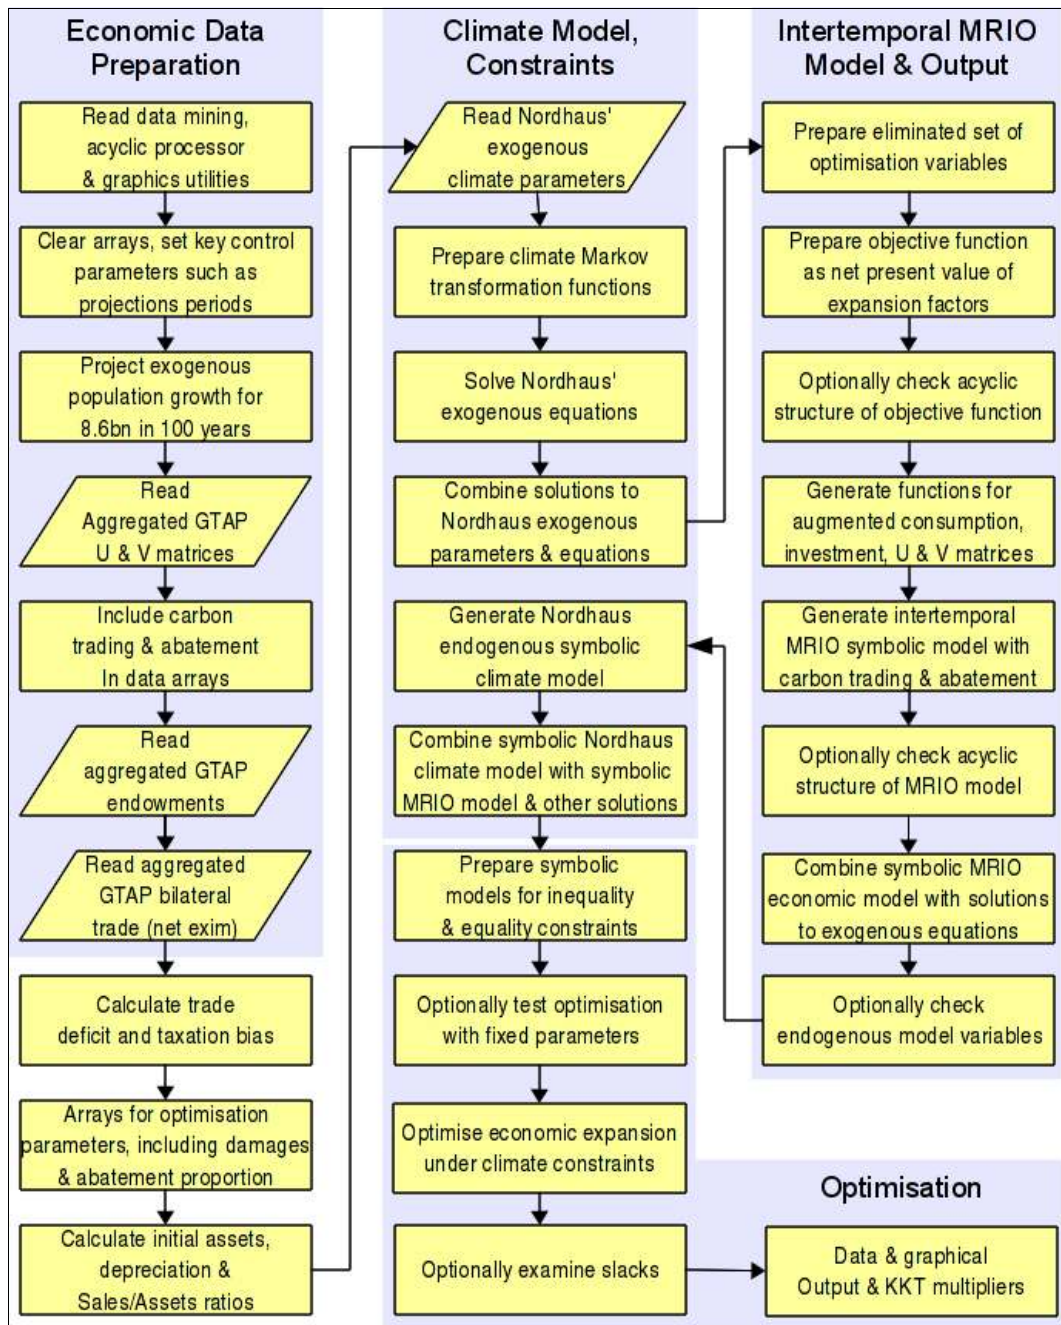 Economic Data
Preparation
Read data mining,
acyclic processor
& graphics utilities
Clear arrays, set key control
parameters such as
projections periods
Project exogenous
population growth for
8.6bn in 100 years
Read
Aggregated GTAP
U & V matrices
Include carbon
trading & abatement
In data arrays
Read
aggregated GTAP
endowments
Read aggregated
GTAP bilateral
trade (net exim)
Calculate trade
deficit and taxation bias
Arrays for optimisation
parameters, including damages
& abatement proportion
Calculate initial assets,
depreciation &
Sales/Assets ratios
Climate Model,
Constraints
Read Nordhaus'
exogenous
climate parameters
Prepare climate Markov
transformation functions
Solve Nordhaus'
exogenous equations
Combine solutions to
Nordhaus exogenous
parameters & equations
Generate Nordhaus
endogenous symbolic
climate model
Combine symbolic Nordhaus
climate model with symbolic
MRIO model & other solutions
Prepare symbolic
models for inequality
& equality constraints
Optionally test optimisation
with fixed parameters
Optimise economic expansion
under climate constraints
Optionally examine slacks
Intertemporal MRIO
Model & Output
Prepare eliminated set of
optimisation variables
Prepare objective function
as net present value of
expansion factors
Optionally check acyclic
structure of objective function
Generate functions for
augmented consumption,
investment, U & V matrices
Generate intertemporal
MRIO symbolic model with
carbon trading & abatement
Optionally check acyclic
structure of MRIO model
Combine symbolic MRIO
economic model with solutions
to exogenous equations
Optionally check
endogenous model variables
Optimisation
Data & graphical
Output & KKT multipliers